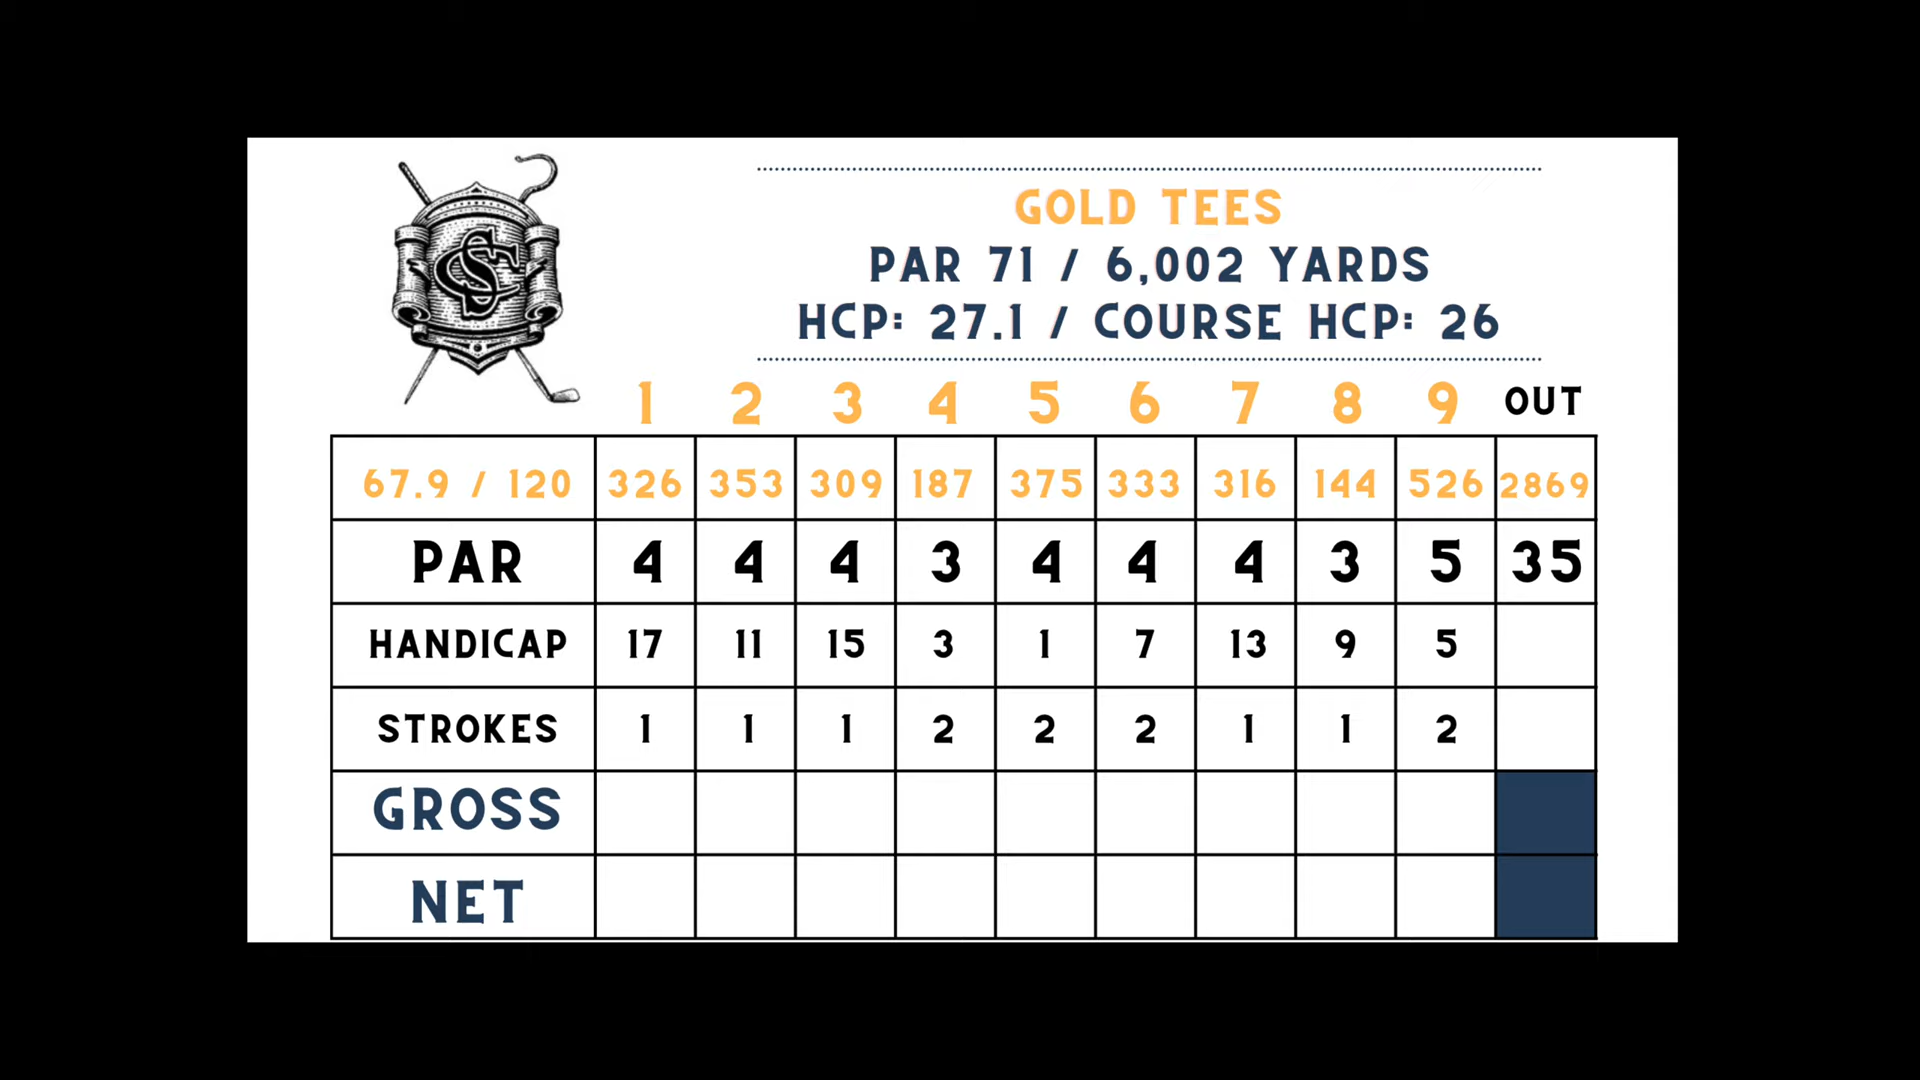 GOLD TEES
PAR 71 / 6,002 YARDS
HCP: 27.1 / COURSE HCP: 26
1 2 3 4 5 6 7 8 9 OUT
67.9 / 120 326 353 309 187 375 333 316 144 526 2869
PAR 4 4 4 3 4 4 4 3 5 35
HANDICAP 17 11 15 3 1 7 13 9 5
STROKES 1 1 1 2 2 2 1 1 2
GROSS
NET